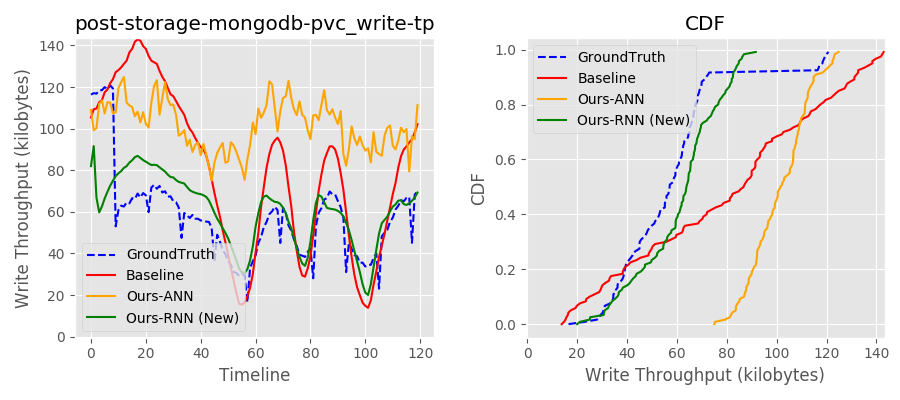 post-storage-mongodb-pvc_write-tp
Write Throughput (kilobytes)
140
120
100
80
60
40
20
0
GroundTruth
Baseline
Ours-ANN
Ours-RNN (New)
0
20
40
60
80
100
120
Timeline
CDF
CDF
1.0
0.8
0.6
0.4
0.2
0.0
GroundTruth
Baseline
Ours-ANN
Ours-RNN (New)
0
20
40
60
80
100
120
140
Write Throughput (kilobytes)